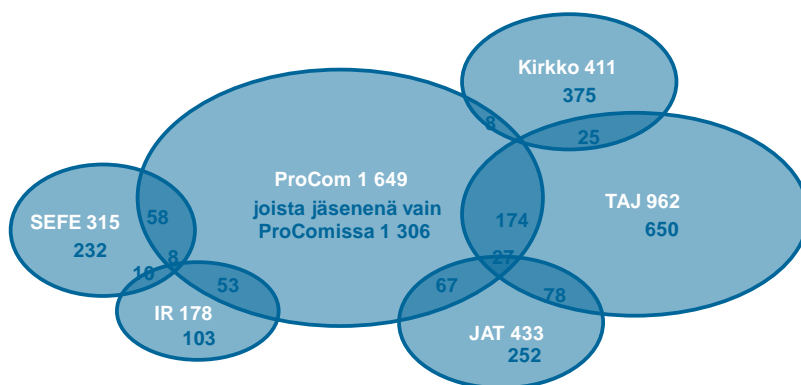 Kirkko 411
375
8
25
ProCom 1 649
joista jäsenenä vain
ProComissa 1 306
TAJ 962
650
174
SEFE 315
232
58
8
10
53
27
67
78
IR 178
103
JAT 433
252